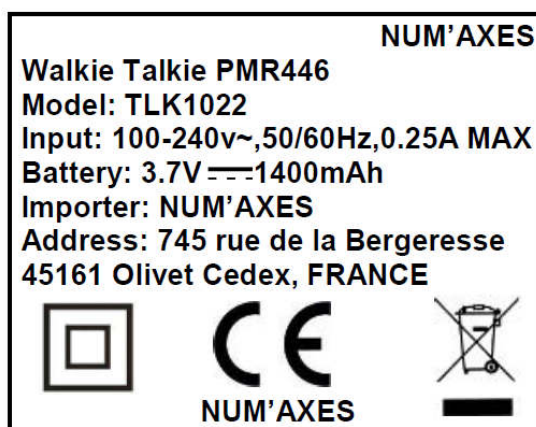 NUM’AXES
Walkie Talkie PMR446
Model: TLK1022
Input: 100-240v~,50/60Hz,0.25A MAX
Battery: 3.7V ⎓ 1400mAh
Importer: NUM’AXES
Address: 745 rue de la Bergeresse
45161 Olivet Cedex, FRANCE
CE
NUM’AXES